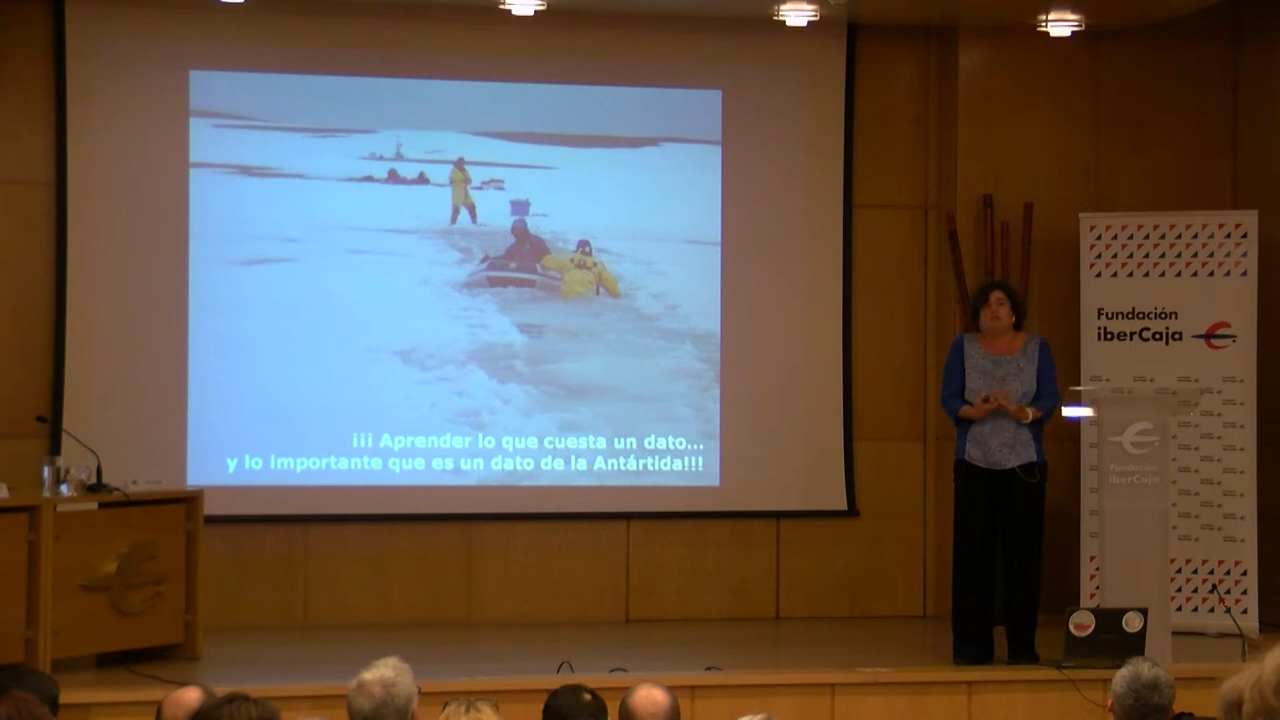 ¡¡¡ Aprender lo que cuesta un dato...
y lo importante que es un dato de la Antártida!!!
Fundación
iberCaja
Fundación
iberCaja